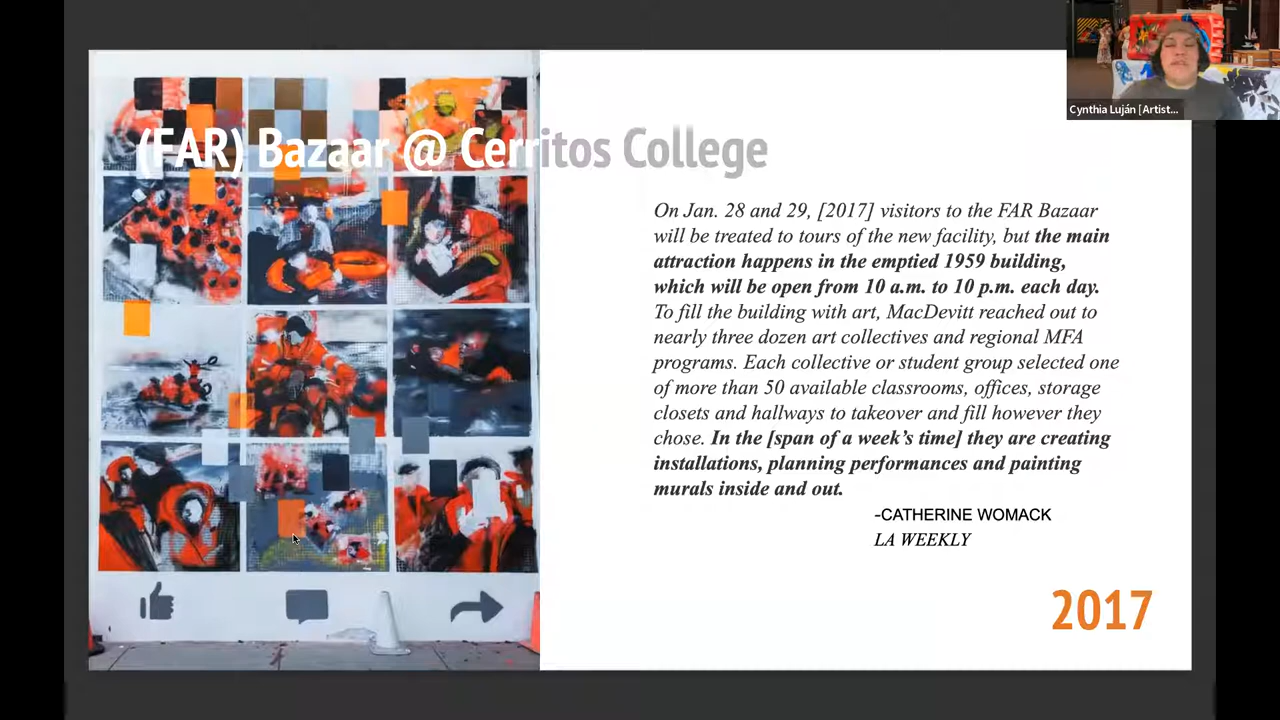 Cynthia Luján [Artist...
(FAR) Bazaar @ Cerritos College
On Jan. 28 and 29, [2017] visitors to the FAR Bazaar
will be treated to tours of the new facility, but the main
attraction happens in the emptied 1959 building,
which will be open from 10 a.m. to 10 p.m. each day.
To fill the building with art, MacDevitt reached out to
nearly three dozen art collectives and regional MFA
programs. Each collective or student group selected one
of more than 50 available classrooms, offices, storage
closets and hallways to takeover and fill however they
chose. In the [span of a week's time] they are creating
installations, planning performances and painting
murals inside and out.
-CATHERINE WOMACK
LA WEEKLY
2017